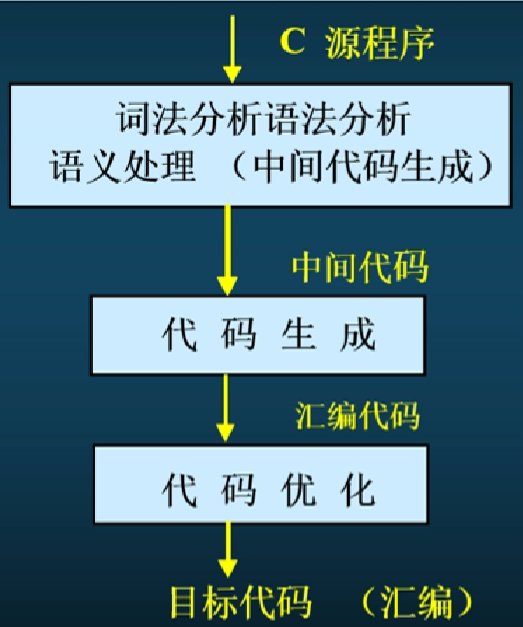 C 源程序
词法分析语法分析
语义处理 （中间代码生成）
中间代码
代 码 生 成
汇编代码
代 码 优 化
目标代码 （汇编）